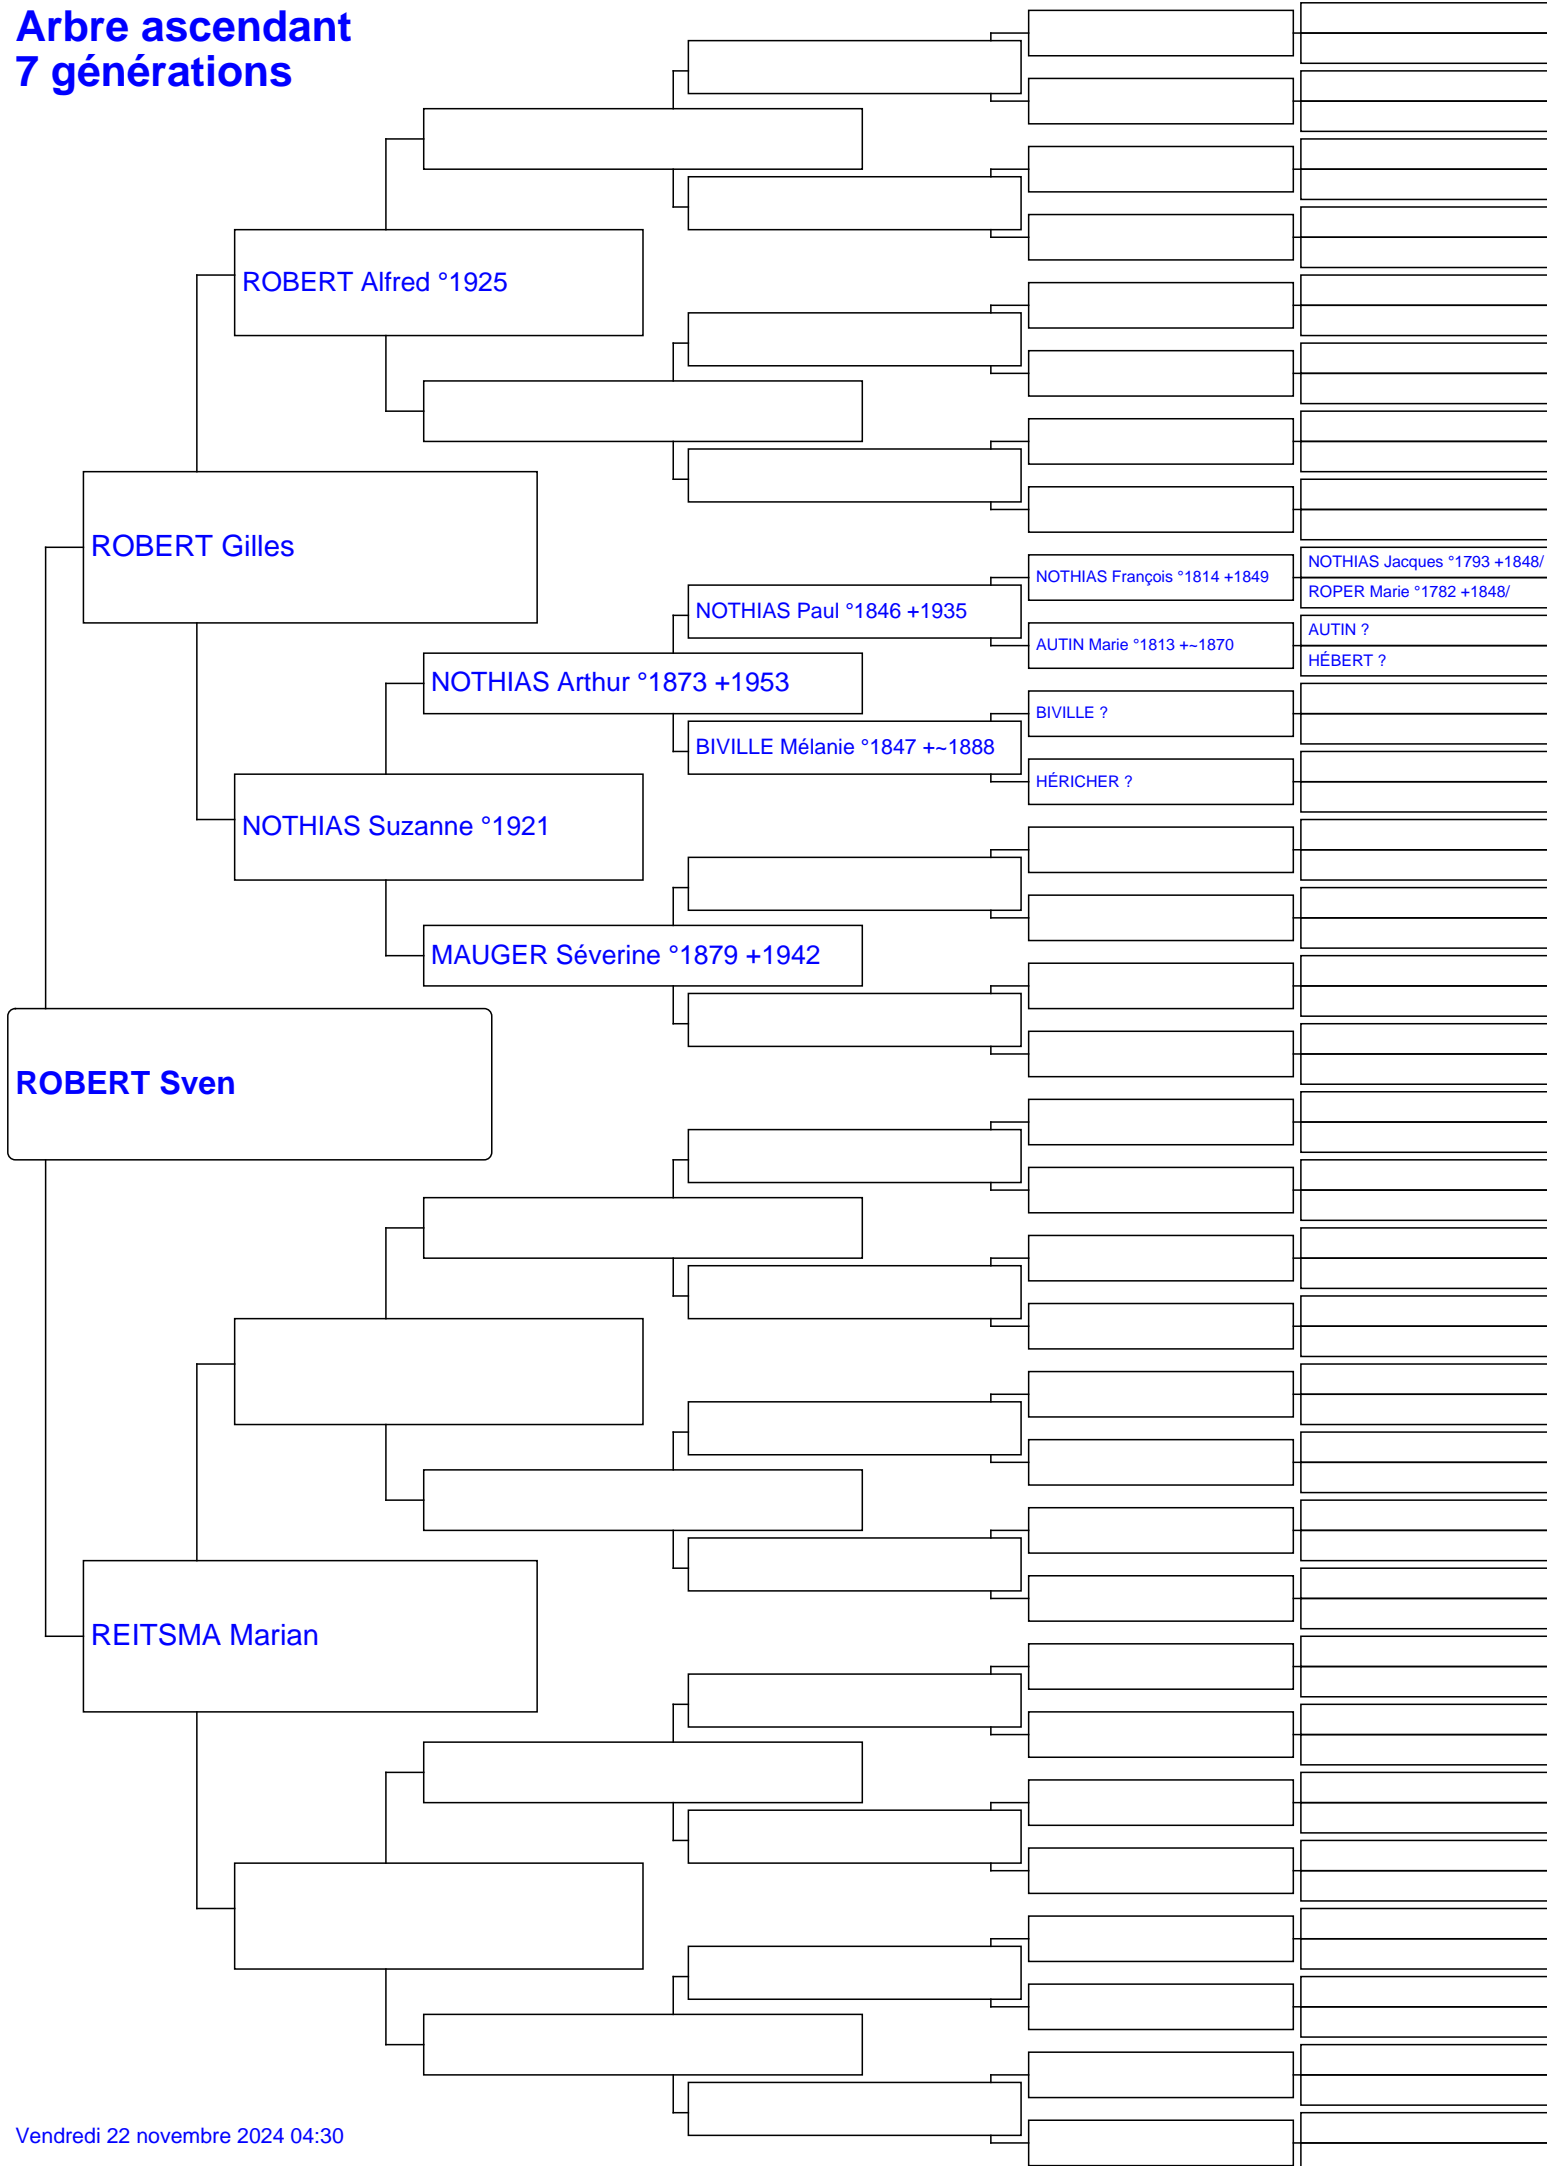 Arbre ascendant
7 générations
ROBERT Alfred °1925
ROBERT Gilles
NOTHIAS François °1814 +1849
NOTHIAS Jacques °1793 +1848/
ROPER Marie °1782 +1848/
NOTHIAS Paul °1846 +1935
AUTIN Marie °1813 +~1870
AUTIN ?
HÉBERT ?
NOTHIAS Arthur °1873 +1953
BIVILLE ?
BIVILLE Mélanie °1847 +~1888
HÉRICHER ?
NOTHIAS Suzanne °1921
MAUGER Séverine °1879 +1942
ROBERT Sven
REITSMA Marian
Vendredi 22 novembre 2024 04:30